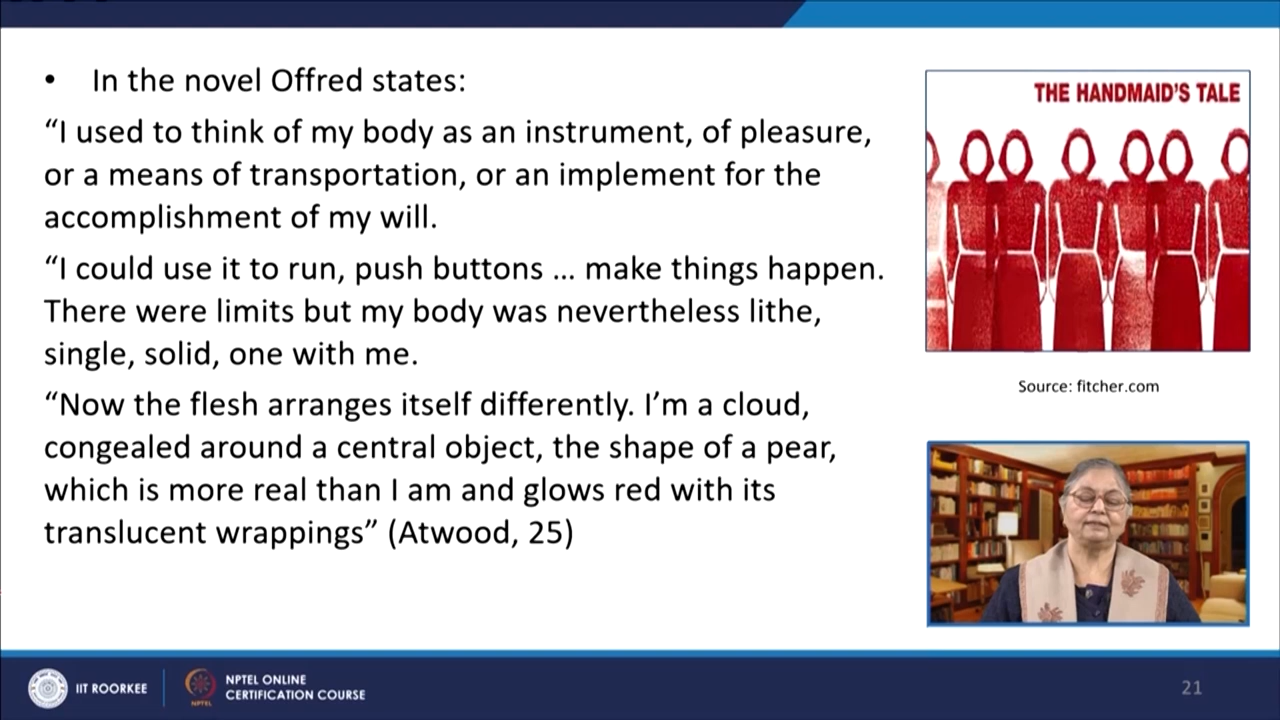 • In the novel Offred states:
“I used to think of my body as an instrument, of pleasure,
or a means of transportation, or an implement for the
accomplishment of my will.
“I could use it to run, push buttons ... make things happen.
There were limits but my body was nevertheless lithe,
single, solid, one with me.
“Now the flesh arranges itself differently. I’m a cloud,
congealed around a central object, the shape of a pear,
which is more real than I am and glows red with its
translucent wrappings” (Atwood, 25)
THE HANDMAID’S TALE
Source: fitcher.com
IIT ROORKEE
NPTEL
NPTEL ONLINE
CERTIFICATION COURSE
21